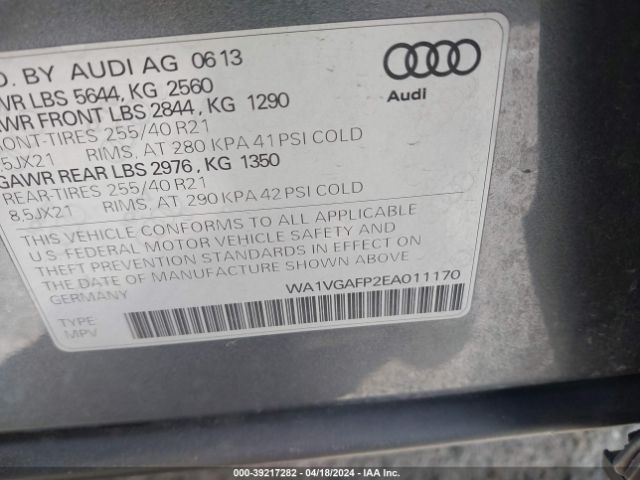 D. BY AUDI AG 06 13
WR LBS 5644, KG 2560
WR FRONT LBS 2844, KG 1290
ONT-TIRES 255/40 R21
5JX21 RIMS, AT 280 KPA 41 PSI COLD
GAWR REAR LBS 2976, KG 1350
REAR-TIRES 255/40 R21
8,5JX21 RIMS, AT 290 KPA 42 PSI COLD
THIS VEHICLE CONFORMS TO ALL APPLICABLE
U.S. FEDERAL MOTOR VEHICLE SAFETY AND
THEFT PREVENTION STANDARDS IN EFFECT ON
THE DATE OF MANUFACTURE SHOWN ABOVE
GERMANY
WA1VGAFP2EA011170
TYPE:
MPV
Audi
000-39217282 - 04/18/2024 - IAA Inc.